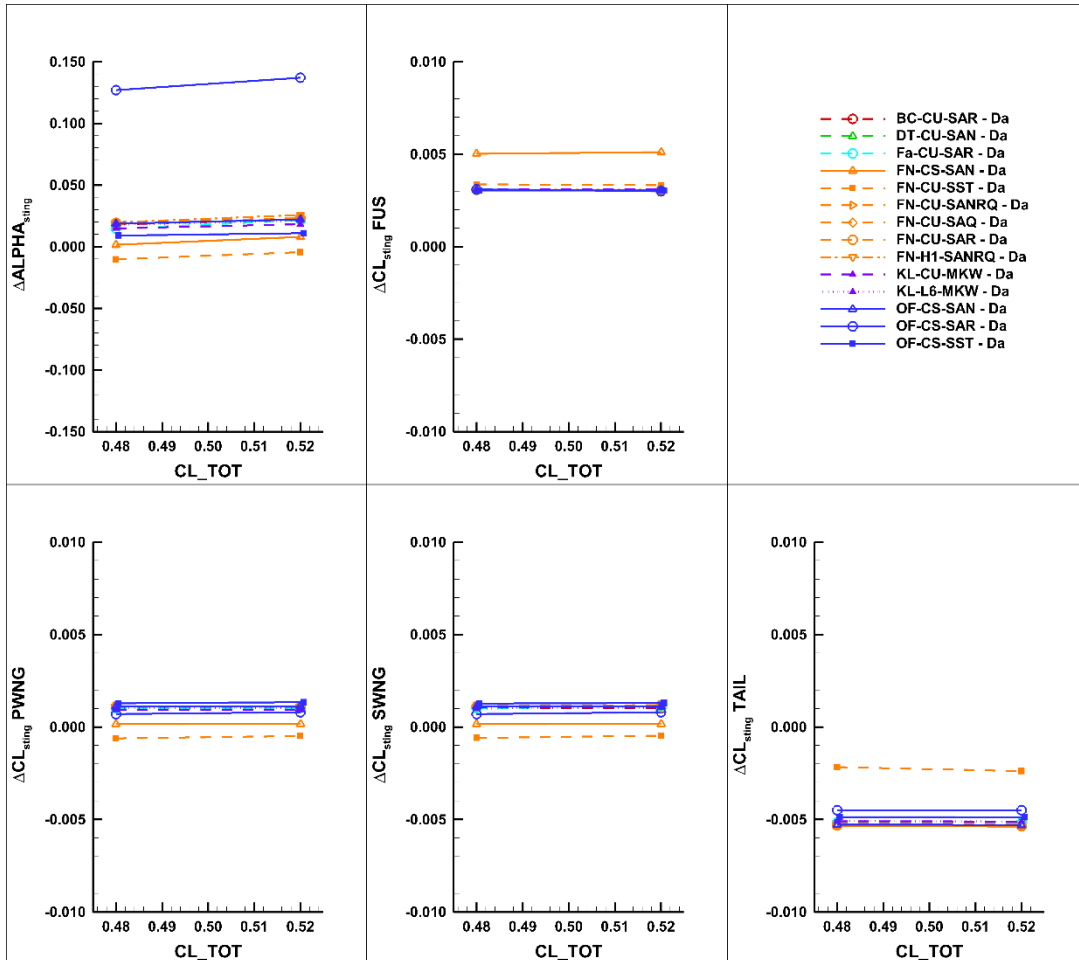 0.150
0.100
0.050
0.000
-0.050
-0.100
-0.150
ΔALPHAsting
0.48 0.49 0.50 0.51 0.52
CL_TOT
0.010
0.005
0.000
-0.005
-0.010
ΔCLsting FUS
0.48 0.49 0.50 0.51 0.52
CL_TOT
BC-CU-SAR - Da
DT-CU-SAN - Da
Fa-CU-SAR - Da
FN-CS-SAN - Da
FN-CU-SST - Da
FN-CU-SANRQ - Da
FN-CU-SAQ - Da
FN-CU-SAR - Da
FN-H1-SANRQ - Da
KL-CU-MKW - Da
KL-L6-MKW - Da
OF-CS-SAN - Da
OF-CS-SAR - Da
OF-CS-SST - Da
0.010
0.005
0.000
-0.005
-0.010
ΔCLsting PWNG
0.48 0.49 0.50 0.51 0.52
CL_TOT
0.010
0.005
0.000
-0.005
-0.010
ΔCLsting SWNG
0.48 0.49 0.50 0.51 0.52
CL_TOT
0.010
0.005
0.000
-0.005
-0.010
ΔCLsting TAIL
0.48 0.49 0.50 0.51 0.52
CL_TOT